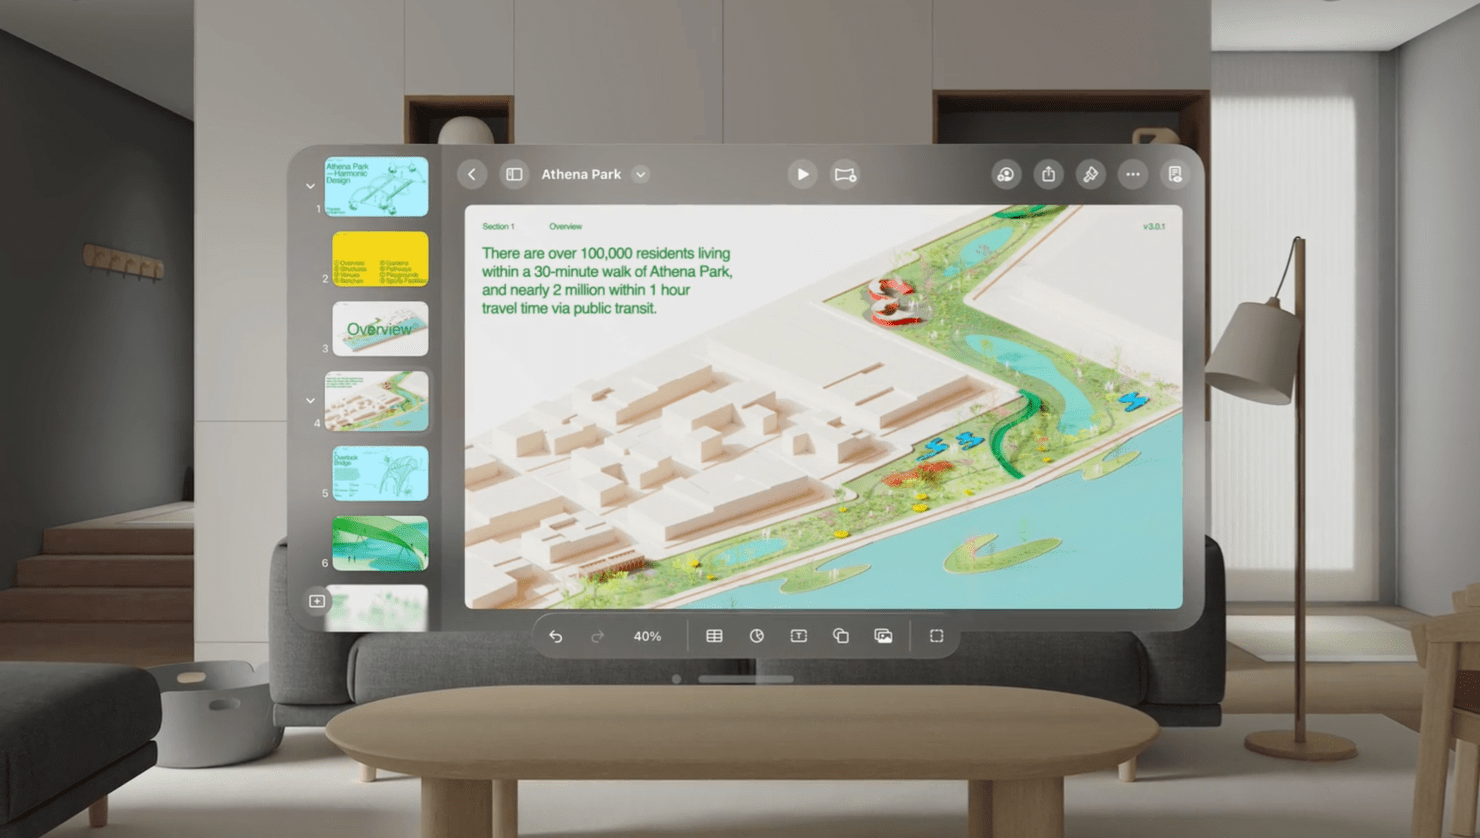 Athena Park
Athena Park
—Harmonic
Design
1
2
Overview
3
4
Overlook
Bridge
5
6
Section 1
Overview
v3.0.1
There are over 100,000 residents living
within a 30-minute walk of Athena Park,
and nearly 2 million within 1 hour
travel time via public transit.
40%